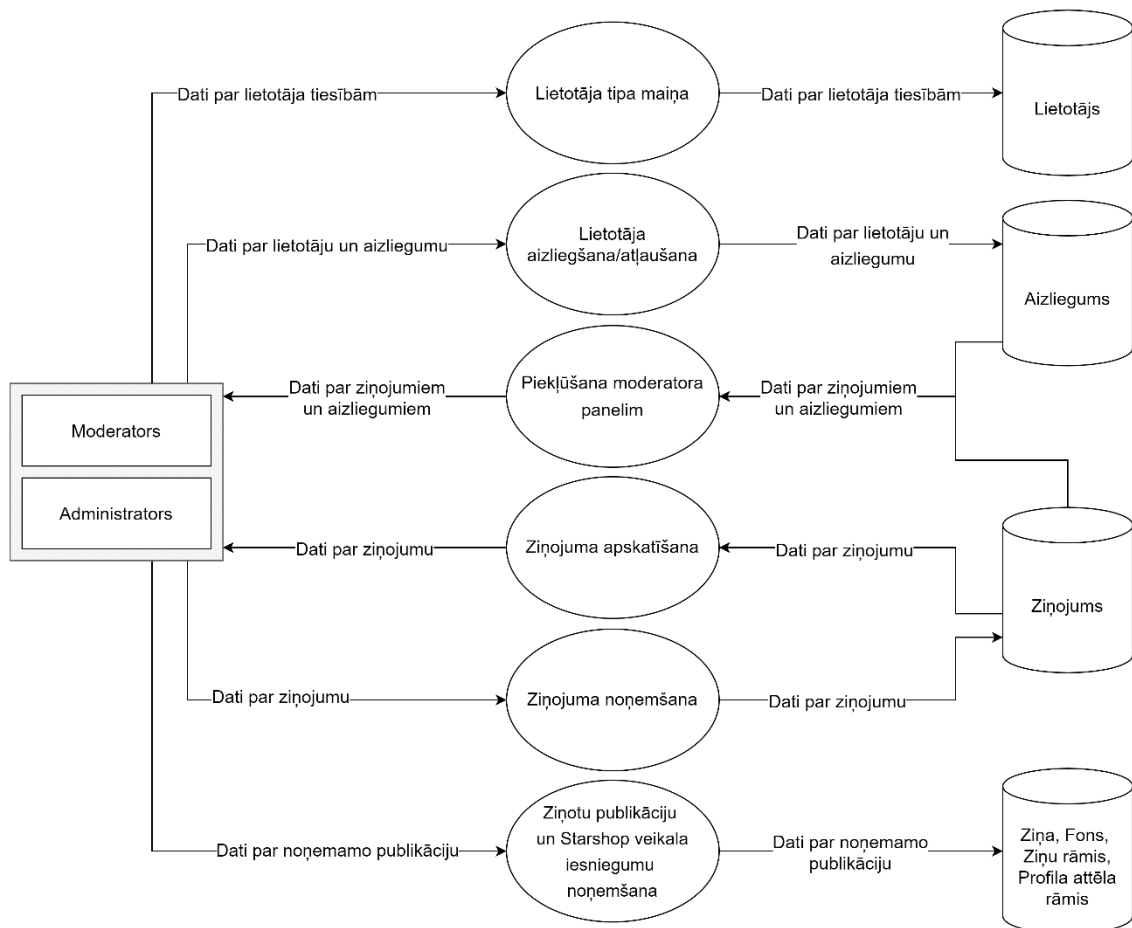 Dati par lietotāja tiesībām
Lietotāja tipa maiņa
Dati par lietotāja tiesībām
Lietotājs
Dati par lietotāju un aizliegumu
Lietotāja
aizliegšana/atļaušana
Dati par lietotāju un
aizliegumu
Aizliegums
Dati par ziņojumiem
un aizliegumiem
Piekļūšana moderatora
panelim
Dati par ziņojumiem
un aizliegumiem
Moderators
Administrators
Dati par ziņojumu
Ziņojuma apskatīšana
Dati par ziņojumu
Ziņojums
Dati par ziņojumu
Ziņojuma noņemšana
Dati par ziņojumu
Dati par noņemamo publikāciju
Ziņotu publikāciju
un Starshop veikala
iesniegumu
noņemšana
Dati par noņemamo
publikāciju
Ziņa, Fons,
Ziņu rāmis,
Profila attēla
rāmis